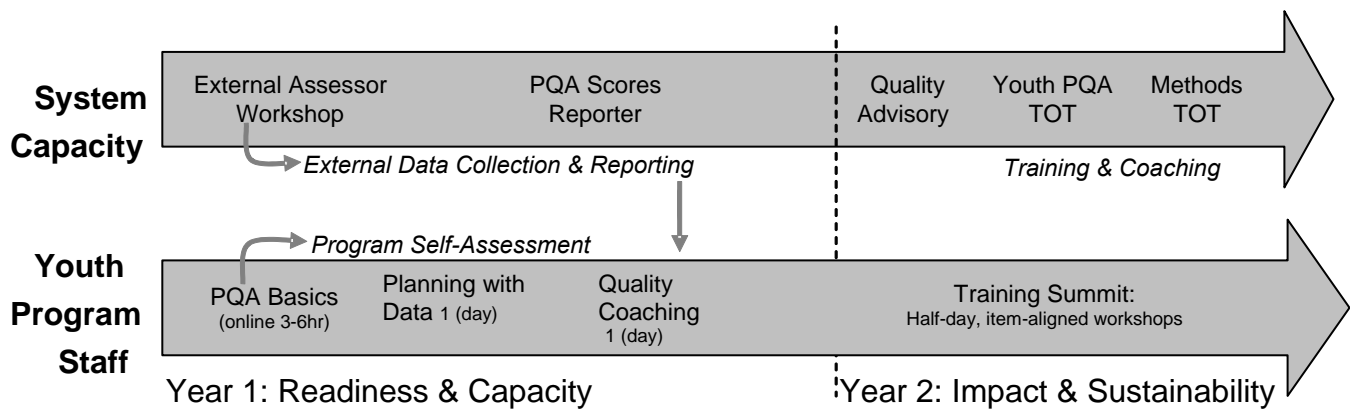 System
Capacity
External Assessor
Workshop
PQA Scores
Reporter
Quality
Advisory
Youth PQA
TOT
Methods
TOT
External Data Collection & Reporting
Training & Coaching
Youth
Program
Staff
Program Self-Assessment
PQA Basics
(online 3-6hr)
Planning with
Data 1 (day)
Quality
Coaching
1 (day)
Training Summit:
Half-day, item-aligned workshops
Year 1: Readiness & Capacity
Year 2: Impact & Sustainability